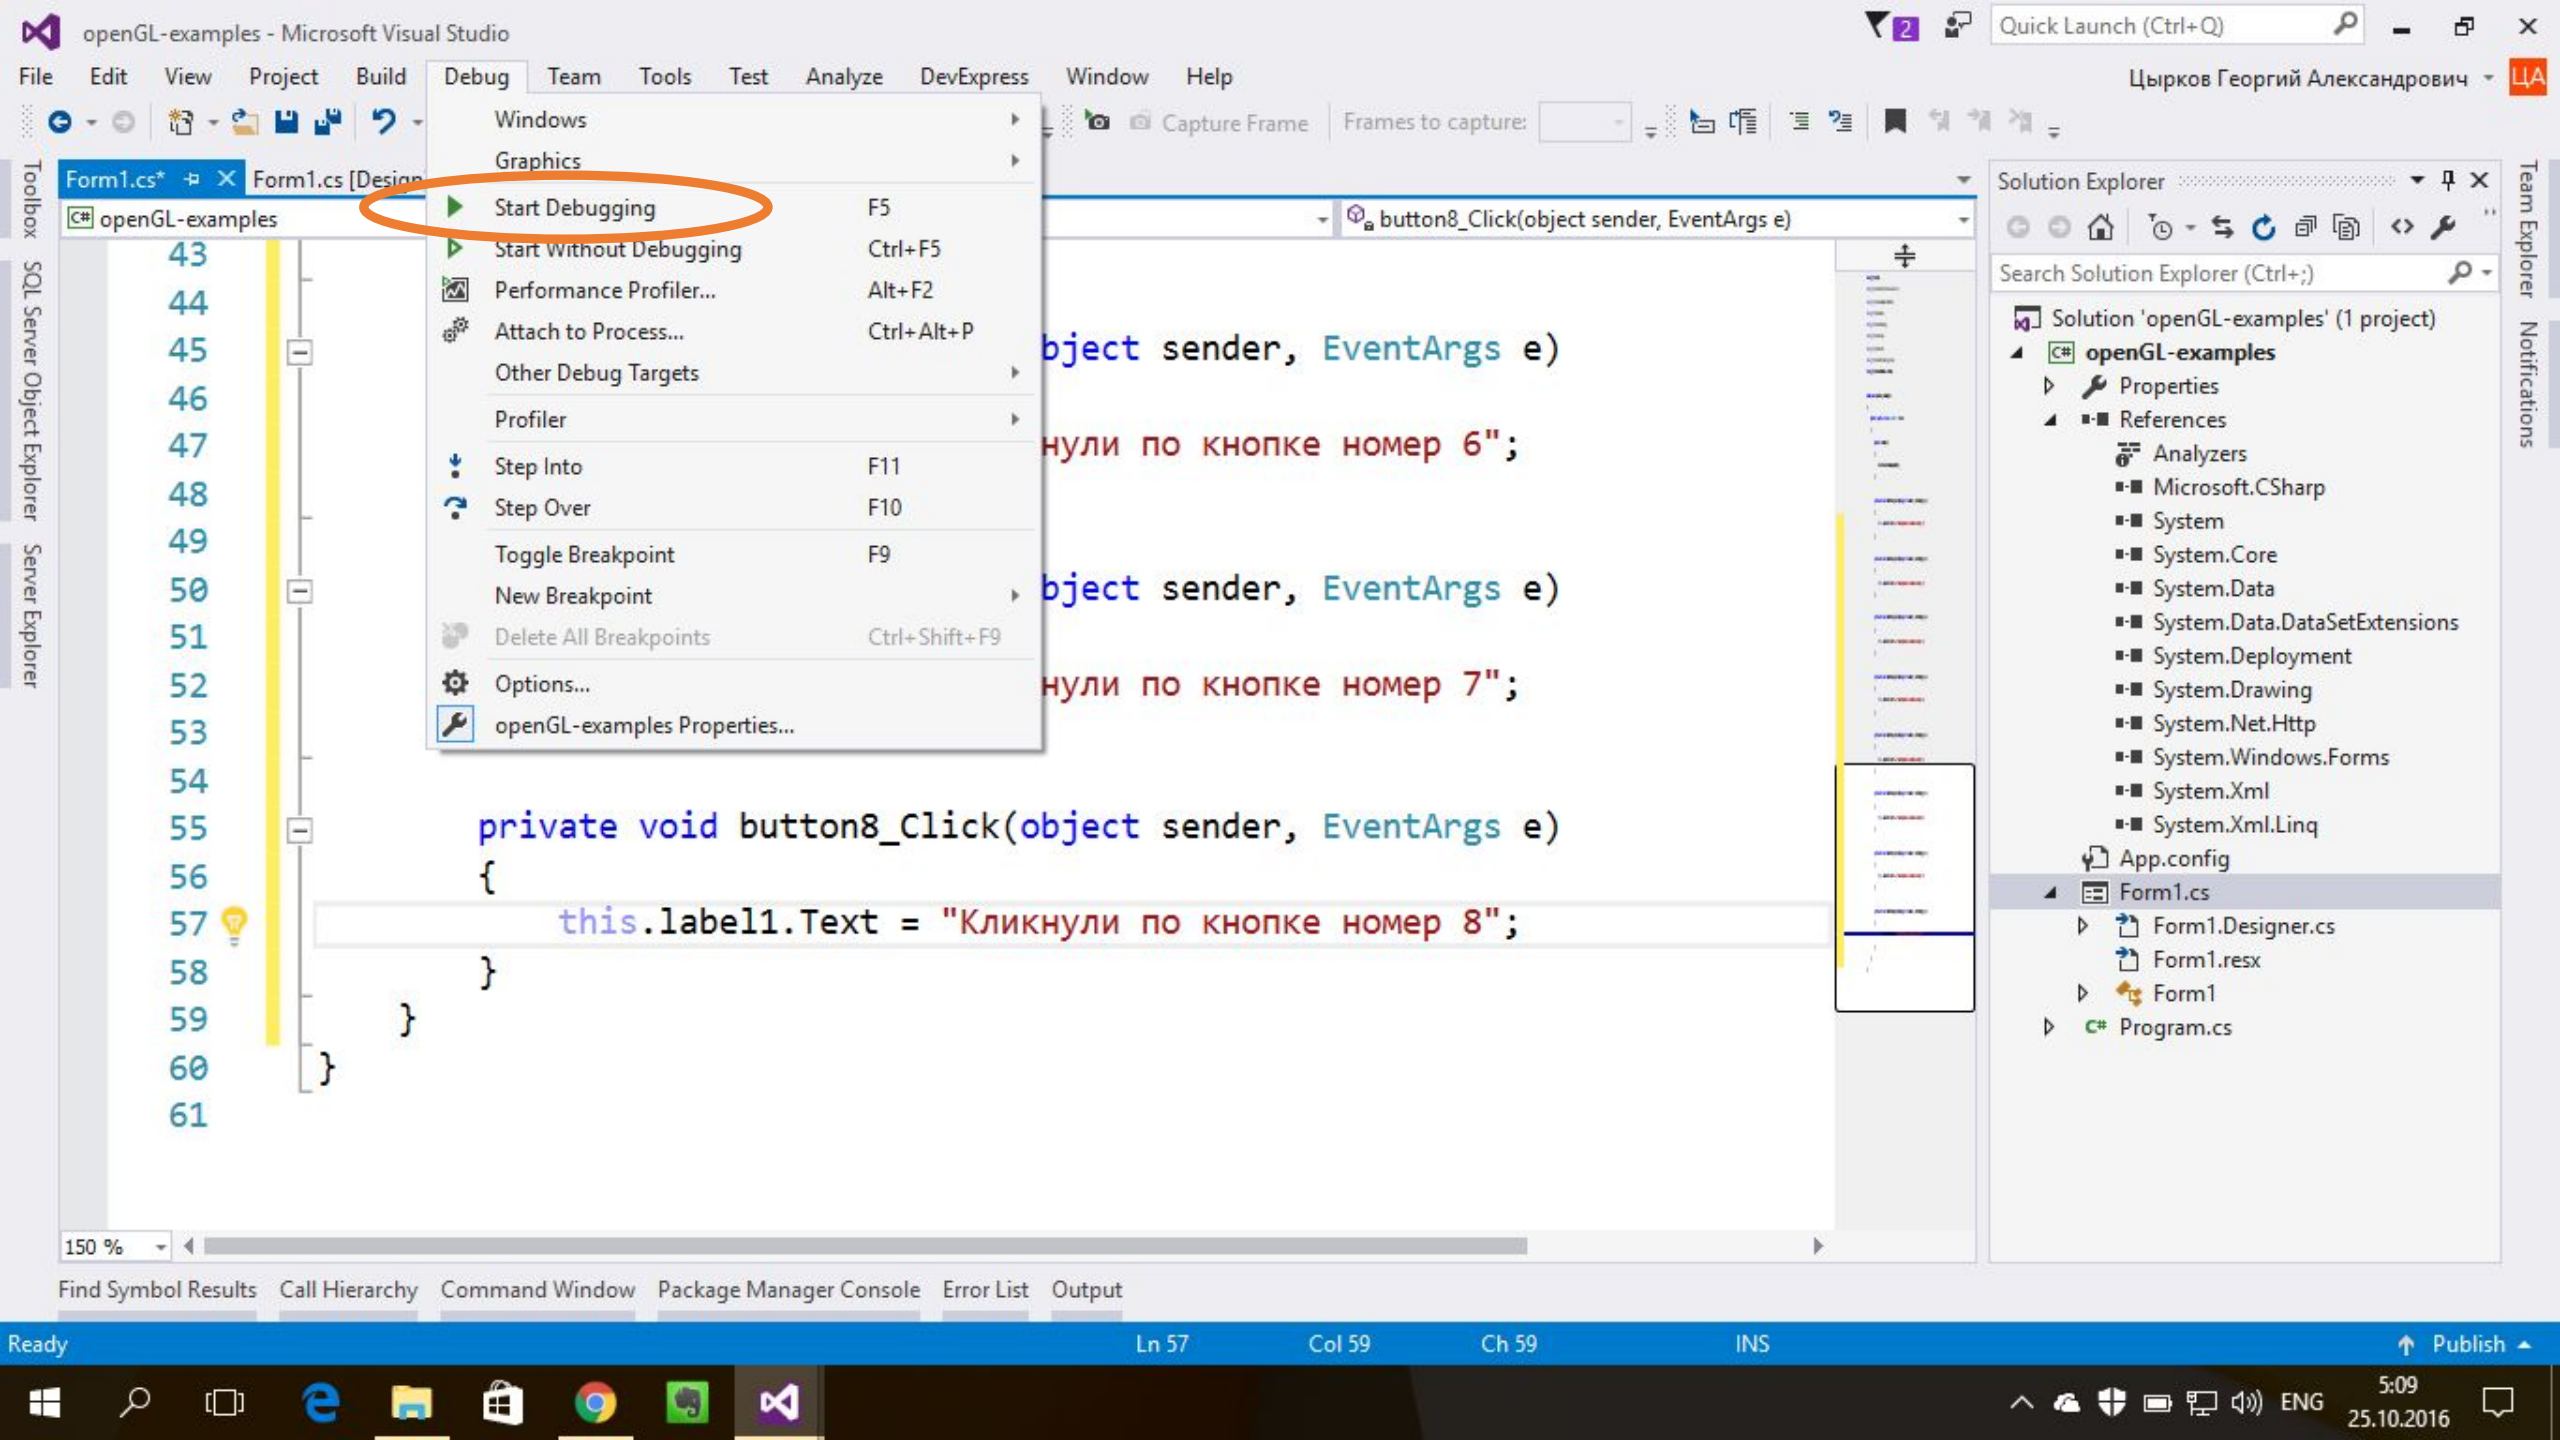 openGL-examples - Microsoft Visual Studio
2
Quick Launch (Ctrl+Q)
File Edit View Project Build Debug Team Tools Test Analyze DevExpress Window Help
Цырков Георгий Александрович ЦА
Capture Frame Frames to capture:
Windows
Graphics
Start Debugging F5
Start Without Debugging Ctrl+F5
Performance Profiler... Alt+F2
Attach to Process... Ctrl+Alt+P
Other Debug Targets
Profiler
Step Into F11
Step Over F10
Toggle Breakpoint F9
New Breakpoint
Delete All Breakpoints Ctrl+Shift+F9
Options...
openGL-examples Properties...
Toolbox
SQL Server Object Explorer
Server Explorer
Form1.cs* Form1.cs [Design
C# openGL-examples
button8_Click(object sender, EventArgs e)
43
44
45 bject sender, EventArgs e)
46
47 нули по кнопке номер 6";
48
49
50 bject sender, EventArgs e)
51
52 нули по кнопке номер 7";
53
54
55 private void button8_Click(object sender, EventArgs e)
56 {
57 this.label1.Text = "Кликнули по кнопке номер 8";
58 }
59 }
60 }
61
150 %
Solution Explorer
Search Solution Explorer (Ctrl+;)
Solution 'openGL-examples' (1 project)
C# openGL-examples
Properties
References
Analyzers
Microsoft.CSharp
System
System.Core
System.Data
System.Data.DataSetExtensions
System.Deployment
System.Drawing
System.Net.Http
System.Windows.Forms
System.Xml
System.Xml.Linq
App.config
Form1.cs
Form1.Designer.cs
Form1.resx
Form1
C# Program.cs
Team Explorer
Notifications
Find Symbol Results Call Hierarchy Command Window Package Manager Console Error List Output
Ready Ln 57 Col 59 Ch 59 INS Publish
ENG
5:09
25.10.2016